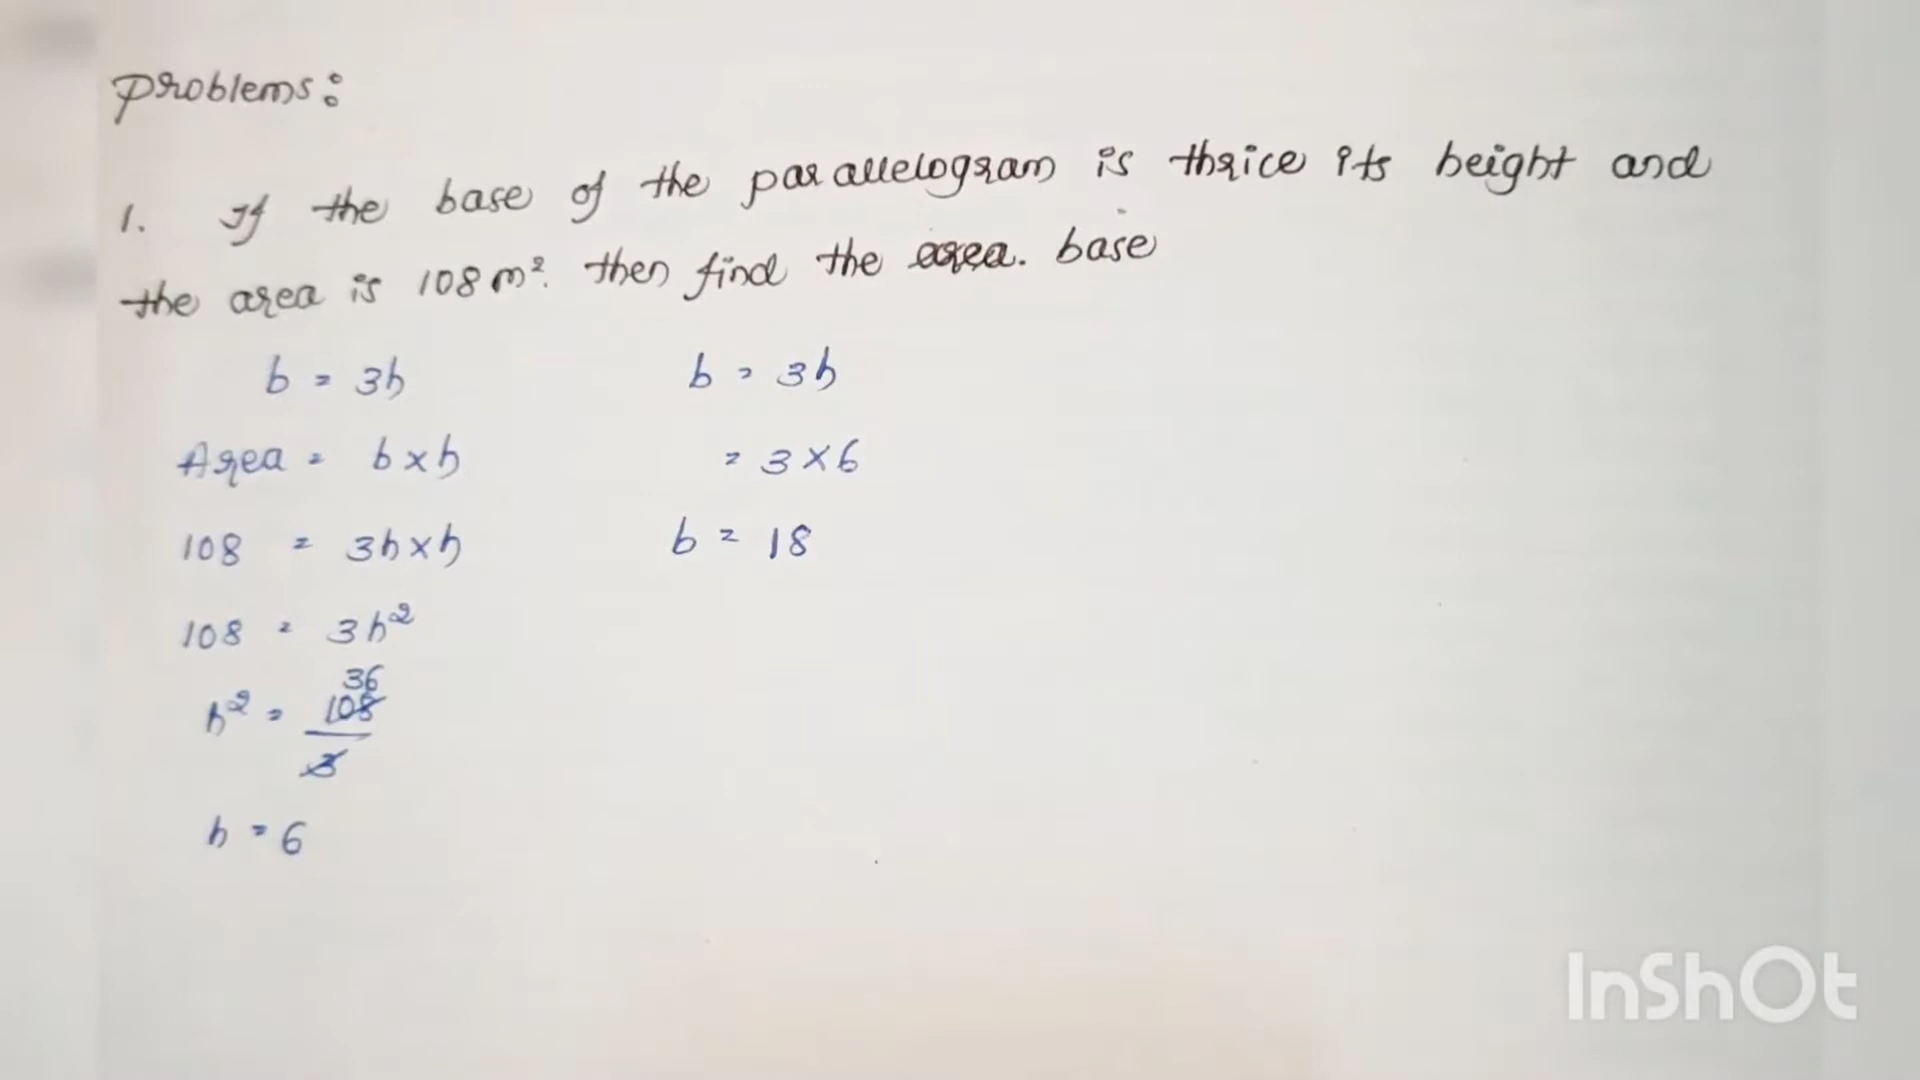 Problems:
1. If the base of the parallelogram is thrice its height and
the area is 108 m². then find the area. base
b = 3h
Area = b×h
108 = 3h×h
108 = 3h²
36
h² = 108
3
h = 6
b = 3h
= 3×6
b = 18
InShOt